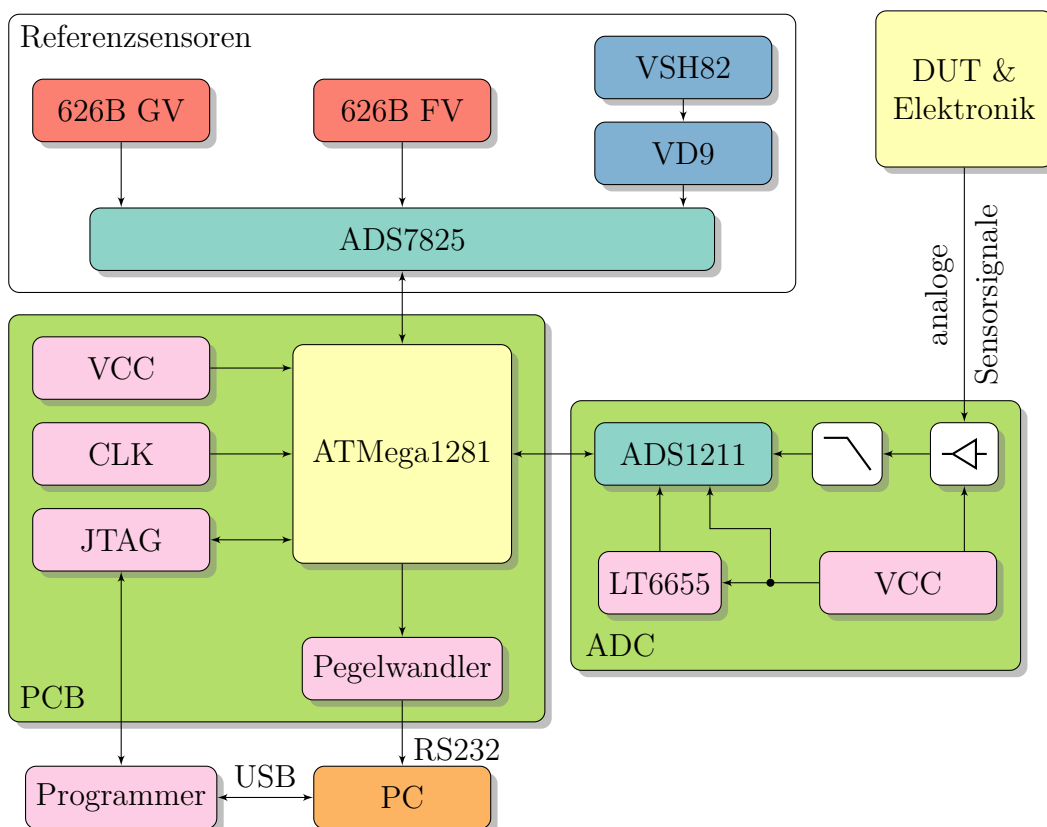 Referenzsensoren
626B GV
626B FV
VSH82
VD9
ADS7825
DUT &
Elektronik
analoge
Sensorsignale
VCC
CLK
JTAG
ATMega1281
Pegelwandler
PCB
ADS1211
LT6655
VCC
ADC
RS232
Programmer
USB
PC